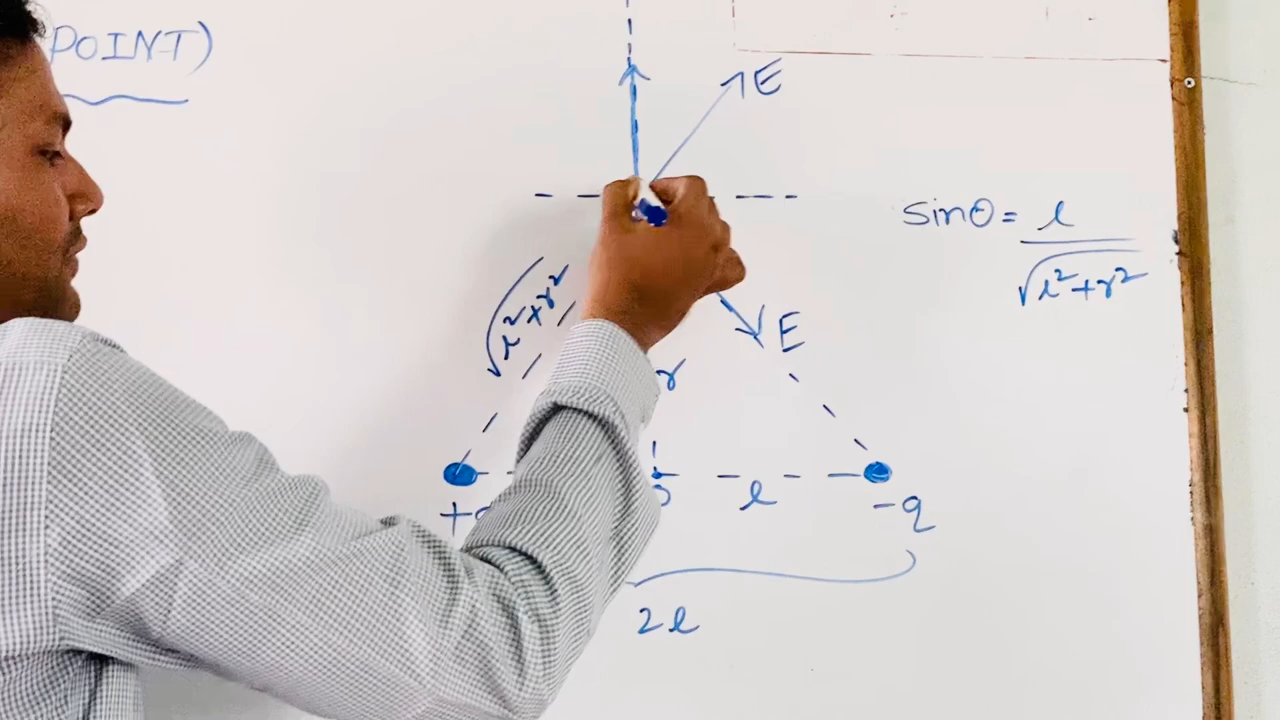 POINT)
E
sinθ = l / √l²+r²
√l²+r²
E
r
l
+q
-q
2l